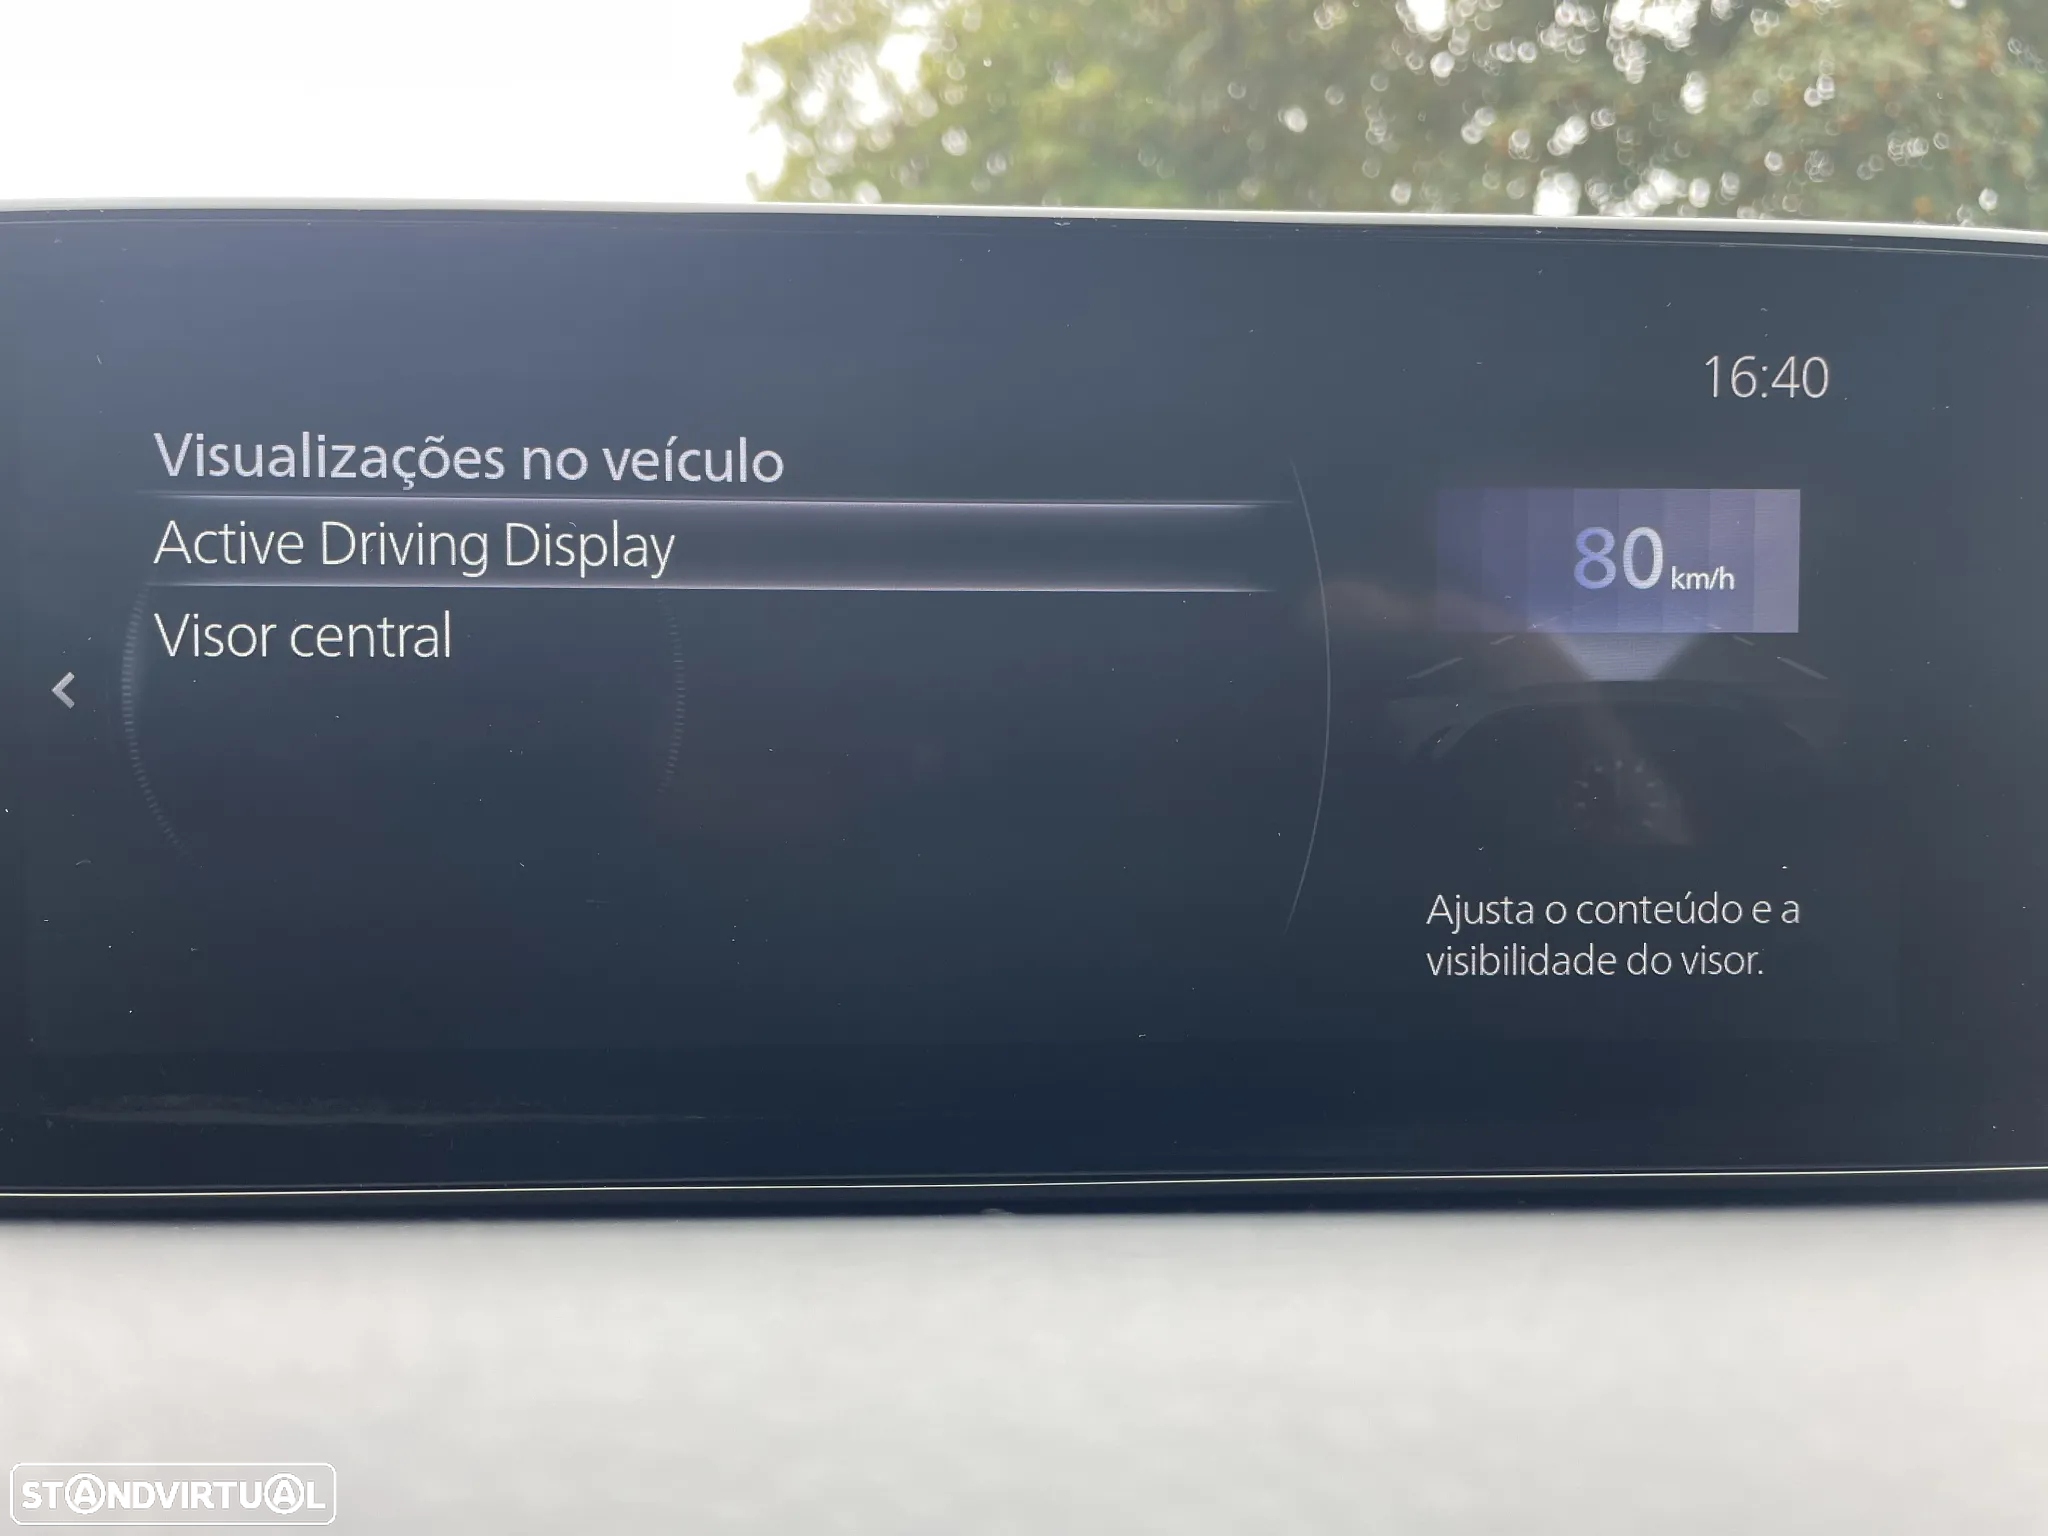 16:40
Visualizações no veículo
Active Driving Display
Visor central
80 km/h
Ajusta o conteúdo e a
visibilidade do visor.
STANDVIRTUAL